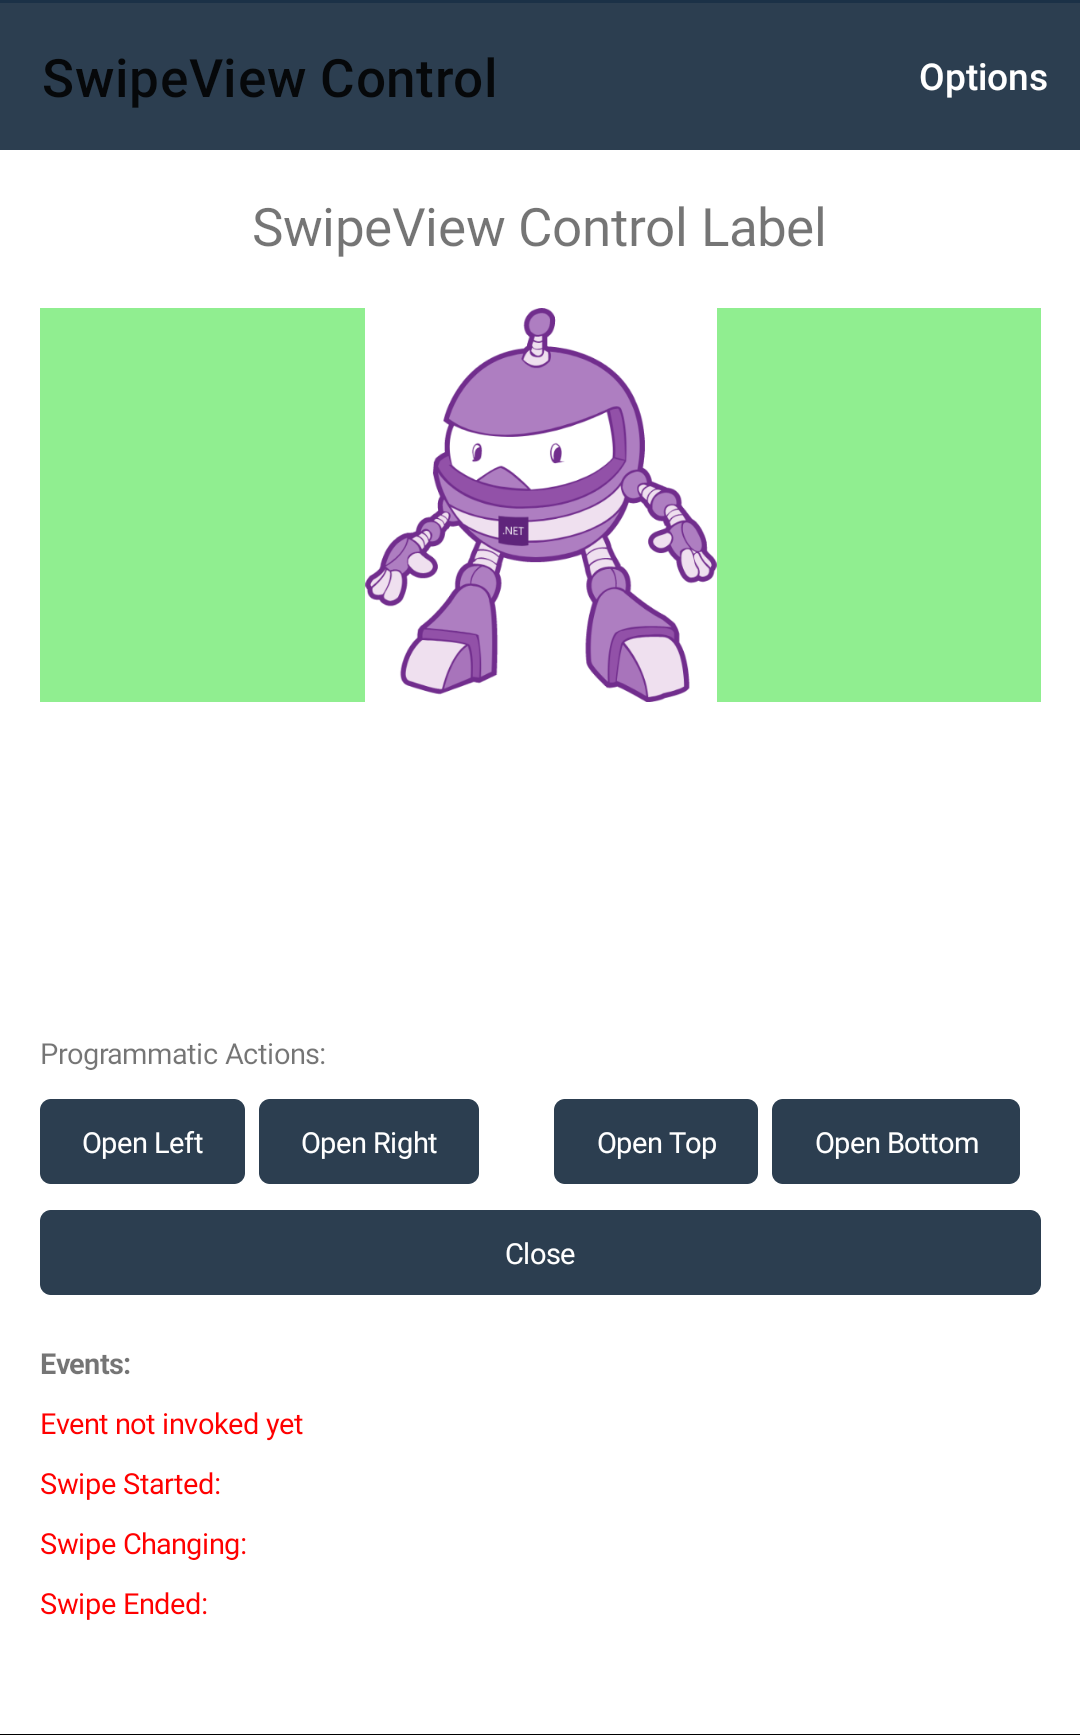 SwipeView Control
Options
SwipeView Control Label
.NET
Programmatic Actions:
Open Left
Open Right
Open Top
Open Bottom
Close
Events:
Event not invoked yet
Swipe Started:
Swipe Changing:
Swipe Ended: